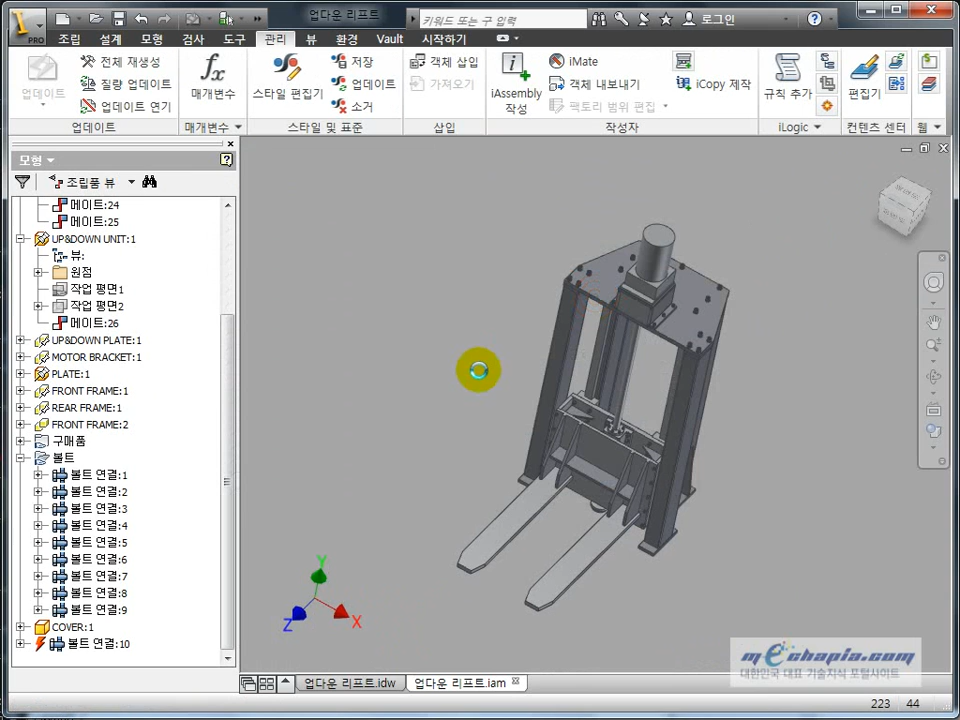 PRO
업다운 리프트
키워드 또는 구를 입력
로그인
조립 설계 모형 검사 도구 관리 뷰 환경 Vault 시작하기
업데이트
전체 재생성
질량 업데이트
업데이트 연기
업데이트
fx
매개변수
매개변수
스타일 편집기
저장
업데이트
소거
스타일 및 표준
객체 삽입
가져오기
삽입
iAssembly
작성
iMate
객체 내보내기
팩토리 범위 편집
iCopy 제작
작성자
규칙 추가
iLogic
편집기
컨텐츠 센터
웹
모형
조립품 뷰
메이트:24
메이트:25
UP&DOWN UNIT:1
뷰:
원점
작업 평면1
작업 평면2
메이트:26
UP&DOWN PLATE:1
MOTOR BRACKET:1
PLATE:1
FRONT FRAME:1
REAR FRAME:1
FRONT FRAME:2
구매품
볼트
볼트 연결:1
볼트 연결:2
볼트 연결:3
볼트 연결:4
볼트 연결:5
볼트 연결:6
볼트 연결:7
볼트 연결:8
볼트 연결:9
COVER:1
볼트 연결:10
Y
X
Z
mechapia.com
대한민국 대표 기술지식 포털사이트
업다운 리프트.idw
업다운 리프트.iam
223 44